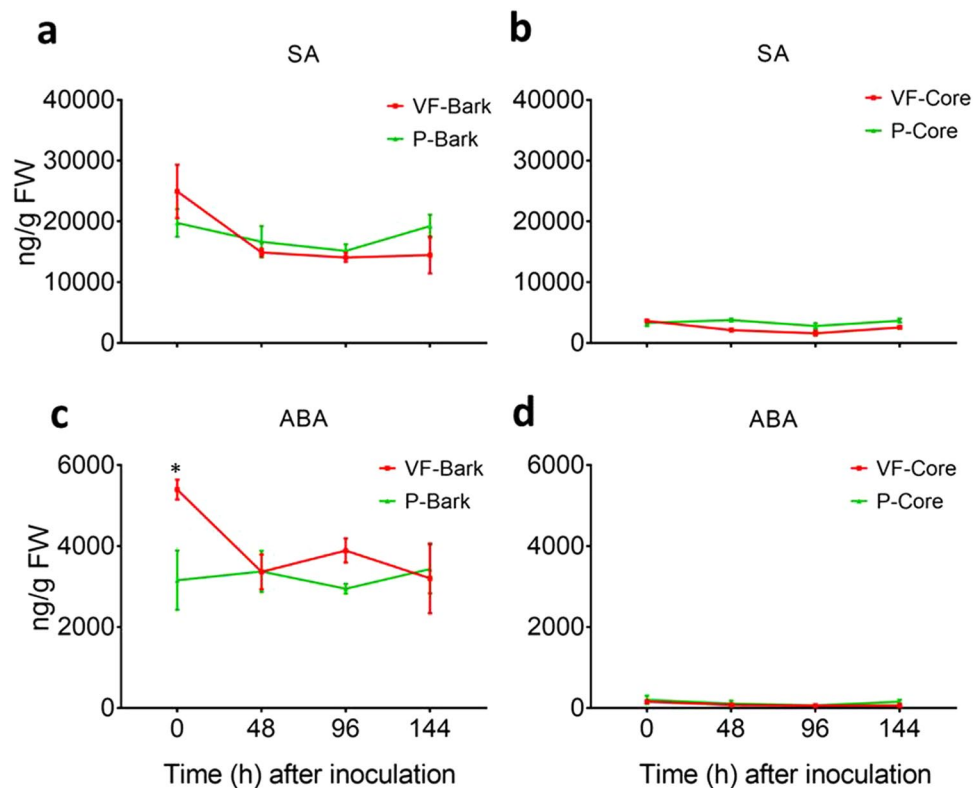 a
SA
40000
30000
20000
10000
0
ng/g FW
VF-Bark
P-Bark
b
SA
40000
30000
20000
10000
0
VF-Core
P-Core
c
ABA
6000
4000
2000
0
ng/g FW
*
VF-Bark
P-Bark
0 48 96 144
Time (h) after inoculation
d
ABA
6000
4000
2000
0
VF-Core
P-Core
0 48 96 144
Time (h) after inoculation